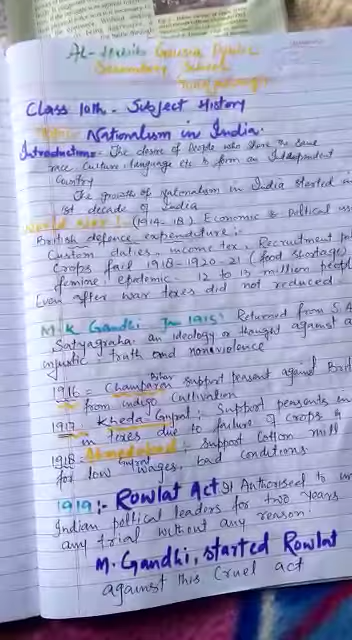 Secondary School
Class 10th - Subject History
Nationalism in India.
Introduction:- The desire of People who share the same
race Culture, language etc to form an Independent
Country
The growth of nationalism in India started in
1st decade of India
World War I (1914-18) Economic & Political
British defence expenditure:-
Custom duties, income tax, Recruitment
Crops fail 1918-1920-21 (food shortage)
femine, epidemic - 12 to 13 million people
Even after war taxes did not reduced.
M.K Gandhi Jan 1915: Returned from S.A
Satyagraha: an ideology or thought against
injustic: truth and nonviolence
Bihar
1916 = Champaran support peasant against Brit
from indigo Cultivation
1917 - Kheda-Gujrat; Support peasents in
in taxes due to failure of Crops &
1918- Ahmedabad; Support Cotton mill
Gujrat
for low wages, bad conditions
1919:- Rowlat Act It Authorised to
Indian political leaders for two years
any trial without any reason.
M. Gandhi, started Rowlat
against this Cruel act